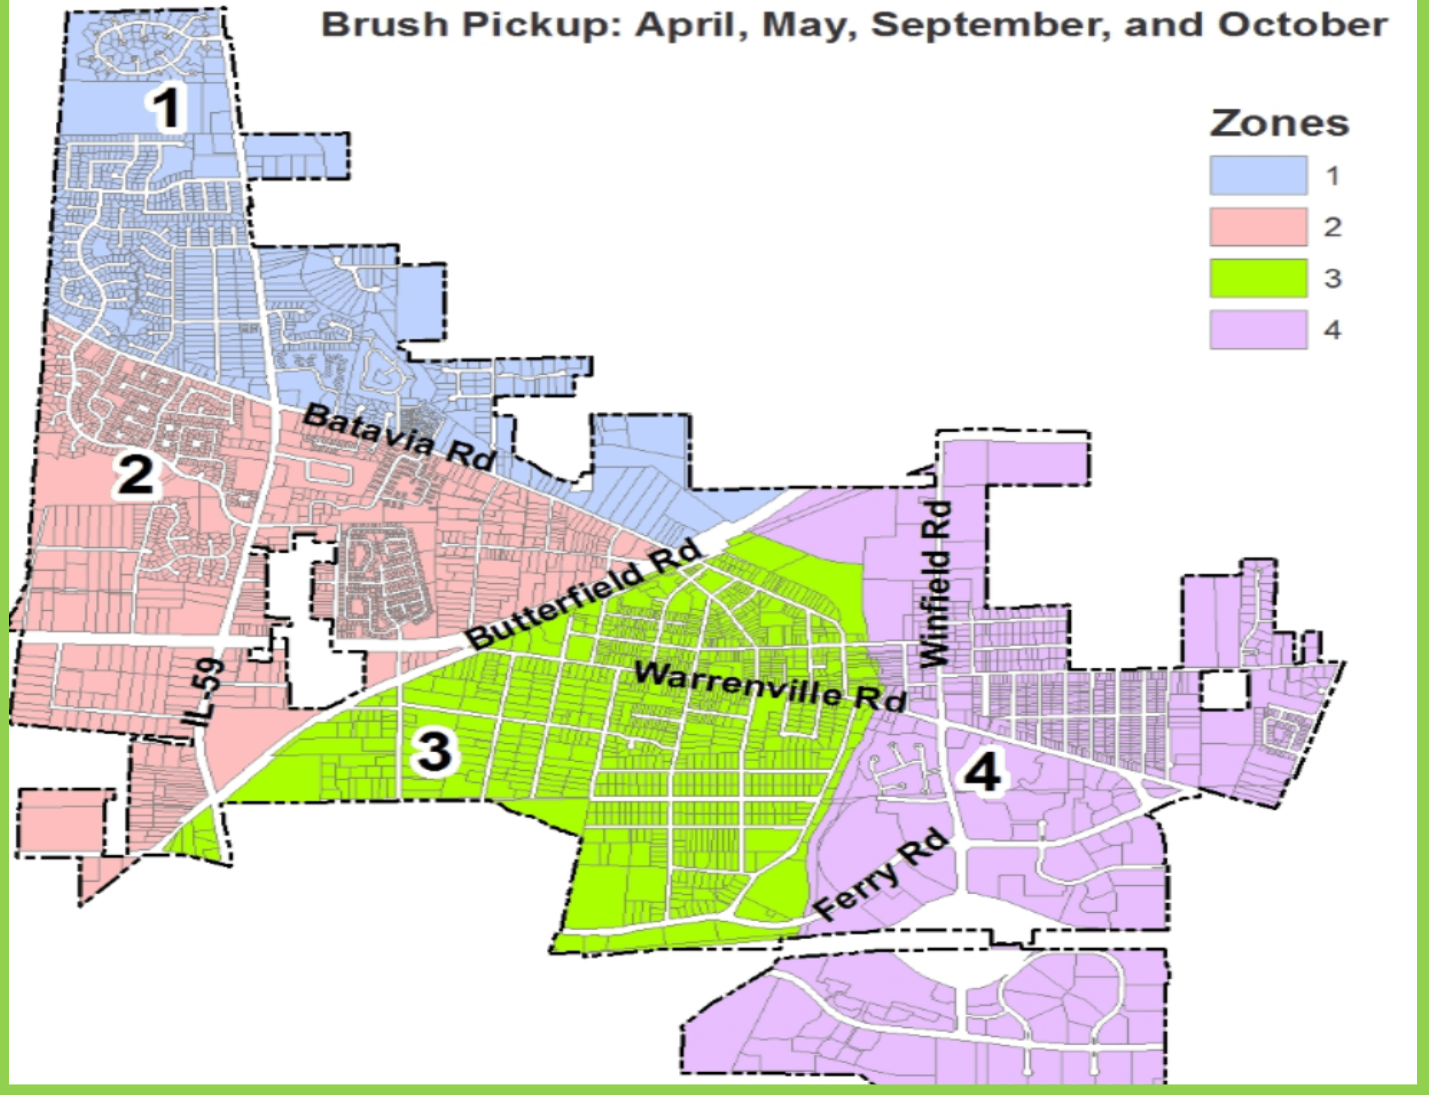 Brush Pickup: April, May, September, and October
Zones
1
2
3
4
1
Batavia Rd
2
Butterfield Rd
Winfield Rd
Warrenville Rd
IL-59
3
4
Ferry Rd